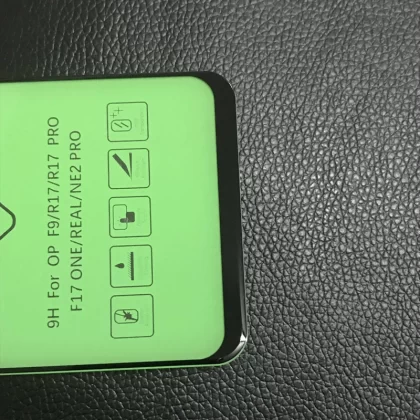 9H For OP F9/R17/R17 PRO
F17 ONE/REAL/NE2 PRO